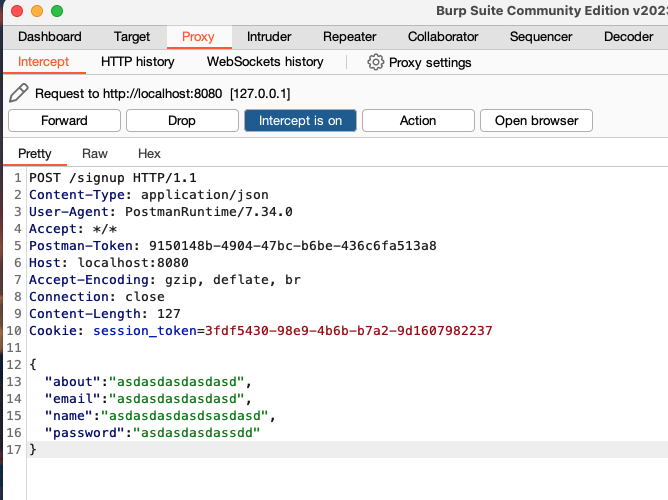 Burp Suite Community Edition v2023
Dashboard Target Proxy Intruder Repeater Collaborator Sequencer Decoder
Intercept HTTP history WebSockets history Proxy settings
Request to http://localhost:8080 [127.0.0.1]
Forward Drop Intercept is on Action Open browser
Pretty Raw Hex
1 POST /signup HTTP/1.1
2 Content-Type: application/json
3 User-Agent: PostmanRuntime/7.34.0
4 Accept: */*
5 Postman-Token: 9150148b-4904-47bc-b6be-436c6fa513a8
6 Host: localhost:8080
7 Accept-Encoding: gzip, deflate, br
8 Connection: close
9 Content-Length: 127
10 Cookie: session_token=3fdf5430-98e9-4b6b-b7a2-9d1607982237
11
12 {
13 "about":"asdasdasdasdasd",
14 "email":"asdasdasdasdasd",
15 "name":"asdasdasdasdsasdasd",
16 "password":"asdasdasdassdd"
17 }